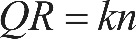 QR = kn